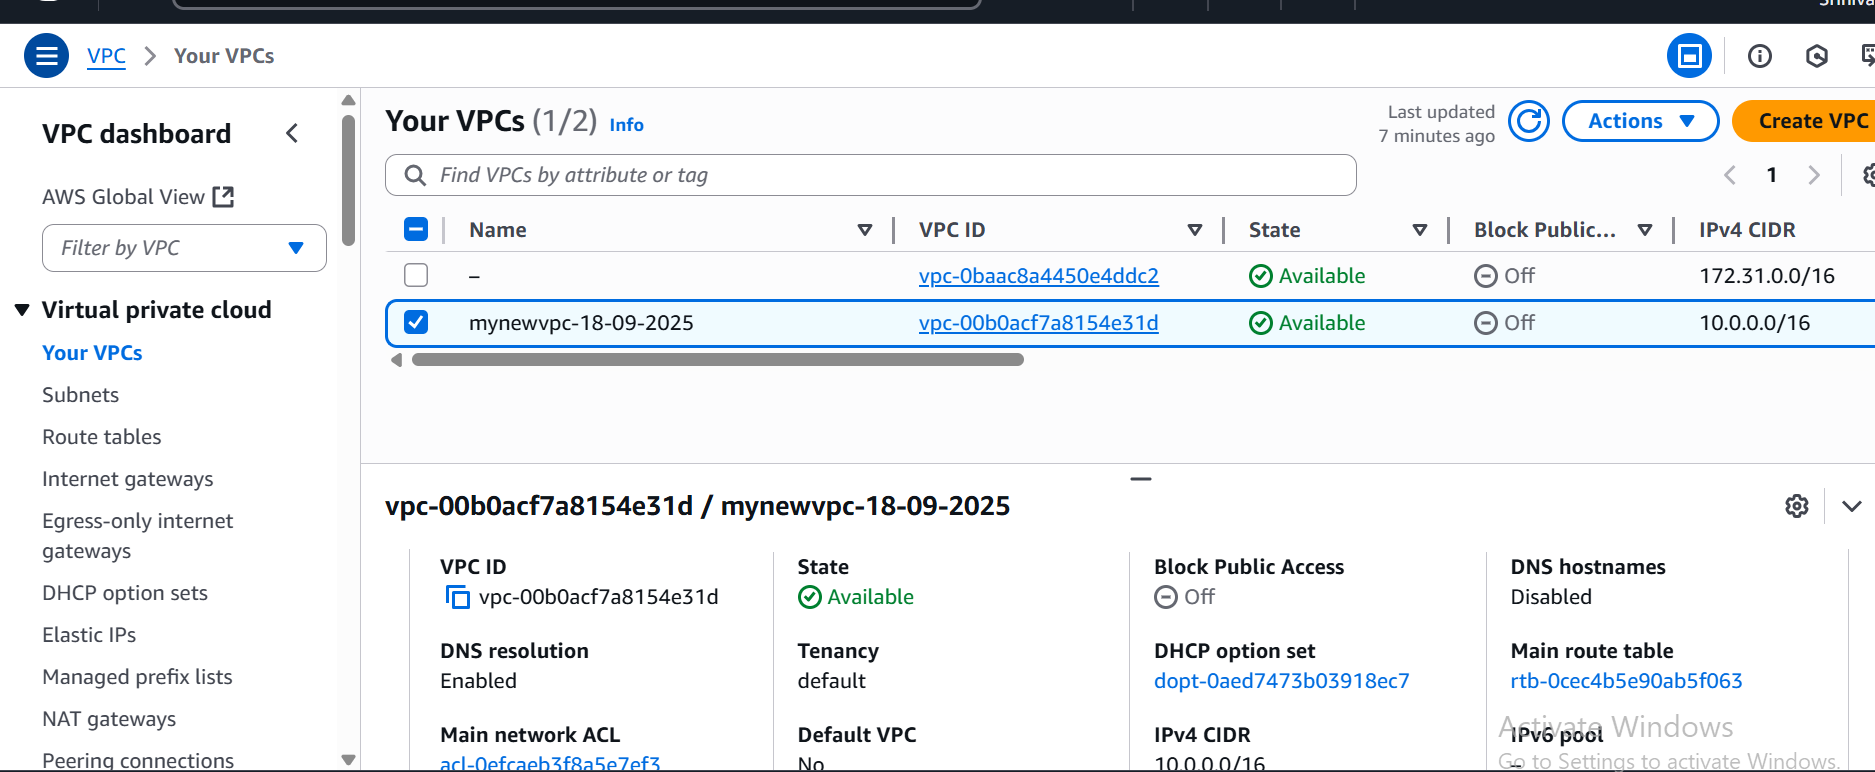 VPC
Your VPCs
VPC dashboard
AWS Global View
Filter by VPC
Virtual private cloud
Your VPCs
Subnets
Route tables
Internet gateways
Egress-only internet
gateways
DHCP option sets
Elastic IPs
Managed prefix lists
NAT gateways
Peering connections
Your VPCs (1/2) Info
Last updated
7 minutes ago
Actions
Create VPC
Find VPCs by attribute or tag
1
Name VPC ID State Block Public... IPv4 CIDR
– vpc-0baac8a4450e4ddc2 Available Off 172.31.0.0/16
mynewvpc-18-09-2025 vpc-00b0acf7a8154e31d Available Off 10.0.0.0/16
vpc-00b0acf7a8154e31d / mynewvpc-18-09-2025
VPC ID
vpc-00b0acf7a8154e31d
State
Available
Block Public Access
Off
DNS hostnames
Disabled
DNS resolution
Enabled
Tenancy
default
DHCP option set
dopt-0aed7473b03918ec7
Main route table
rtb-0cec4b5e90ab5f063
Main network ACL
acl-0efcaeb3f8a5e7ef3
Default VPC
No
IPv4 CIDR
10.0.0.0/16
IPv6 pool
–
Activate Windows
Go to Settings to activate Windows.